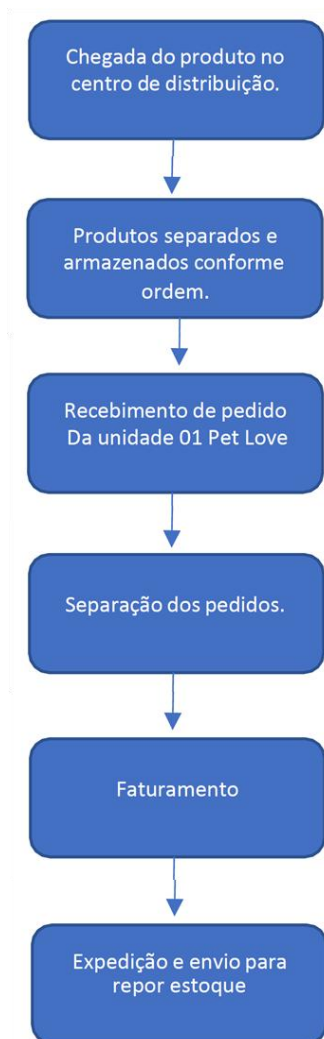 Chegada do produto no
centro de distribuição.
Produtos separados e
armazenados conforme
ordem.
Recebimento de pedido
Da unidade 01 Pet Love
Separação dos pedidos.
Faturamento
Expedição e envio para
repor estoque